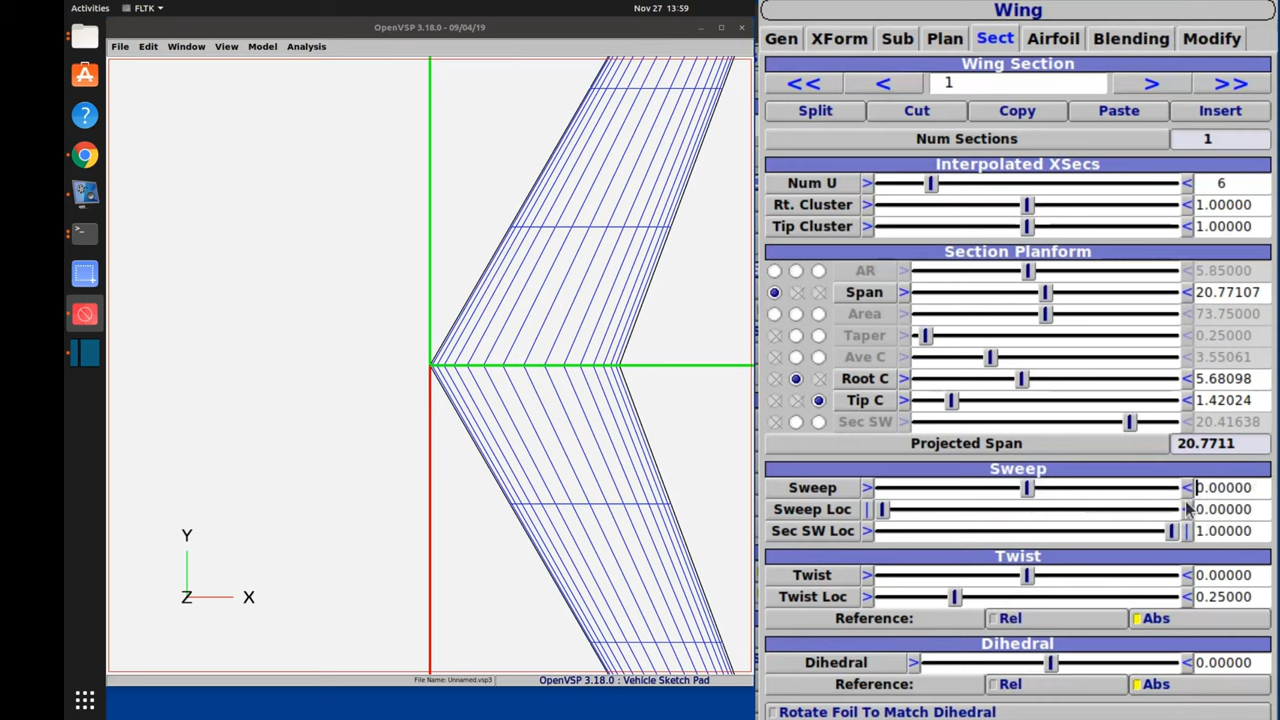 Activities FLTK Nov 27 13:59
OpenVSP 3.18.0 - 09/04/19
File Edit Window View Model Analysis
Y
Z X
File Name: Unnamed.vsp3 OpenVSP 3.18.0 : Vehicle Sketch Pad
Wing
Gen XForm Sub Plan Sect Airfoil Blending Modify
Wing Section
<< < 1 > >>
Split Cut Copy Paste Insert
Num Sections 1
Interpolated XSecs
Num U > < 6
Rt. Cluster > < 1.00000
Tip Cluster > < 1.00000
Section Planform
AR > < 5.85000
Span > < 20.77107
Area > < 73.75000
Taper > < 0.25000
Ave C > < 3.55061
Root C > < 5.68098
Tip C > < 1.42024
Sec SW > < 20.41638
Projected Span 20.7711
Sweep
Sweep > < 0.00000
Sweep Loc | 0.00000
Sec SW Loc > | 1.00000
Twist
Twist > < 0.00000
Twist Loc > < 0.25000
Reference: Rel Abs
Dihedral
Dihedral > < 0.00000
Reference: Rel Abs
Rotate Foil To Match Dihedral